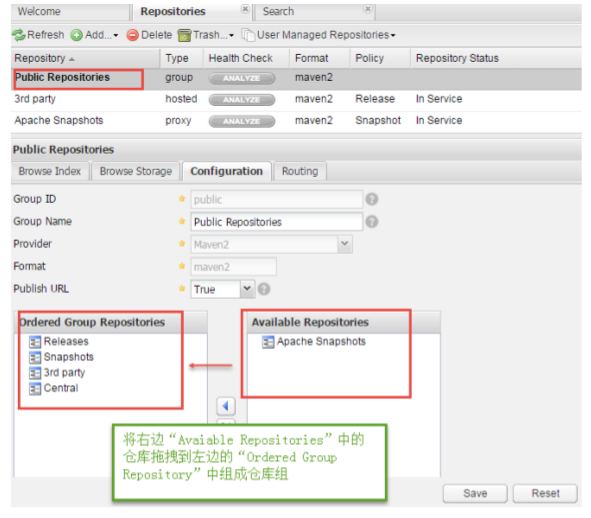 Welcome Repositories Search
Refresh Add... Delete Trash... User Managed Repositories
Repository Type Health Check Format Policy Repository Status
Public Repositories group ANALYZE maven2
3rd party hosted ANALYZE maven2 Release In Service
Apache Snapshots proxy ANALYZE maven2 Snapshot In Service
Public Repositories
Browse Index Browse Storage Configuration Routing
Group ID public
Group Name Public Repositories
Provider Maven2
Format maven2
Publish URL True
Ordered Group Repositories Available Repositories
Releases Apache Snapshots
Snapshots
3rd party
Central
将右边“Avaiable Repositories”中的
仓库拖拽到左边的“Ordered Group
Repository”中组成仓库组
Save Reset